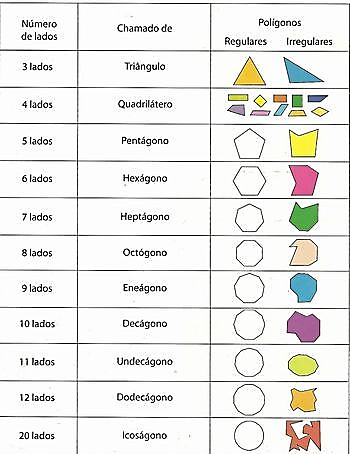 Número
de lados
Chamado de
Polígonos
Regulares Irregulares
3 lados Triângulo
4 lados Quadrilátero
5 lados Pentágono
6 lados Hexágono
7 lados Heptágono
8 lados Octógono
9 lados Eneágono
10 lados Decágono
11 lados Undecágono
12 lados Dodecágono
20 lados Icoságono